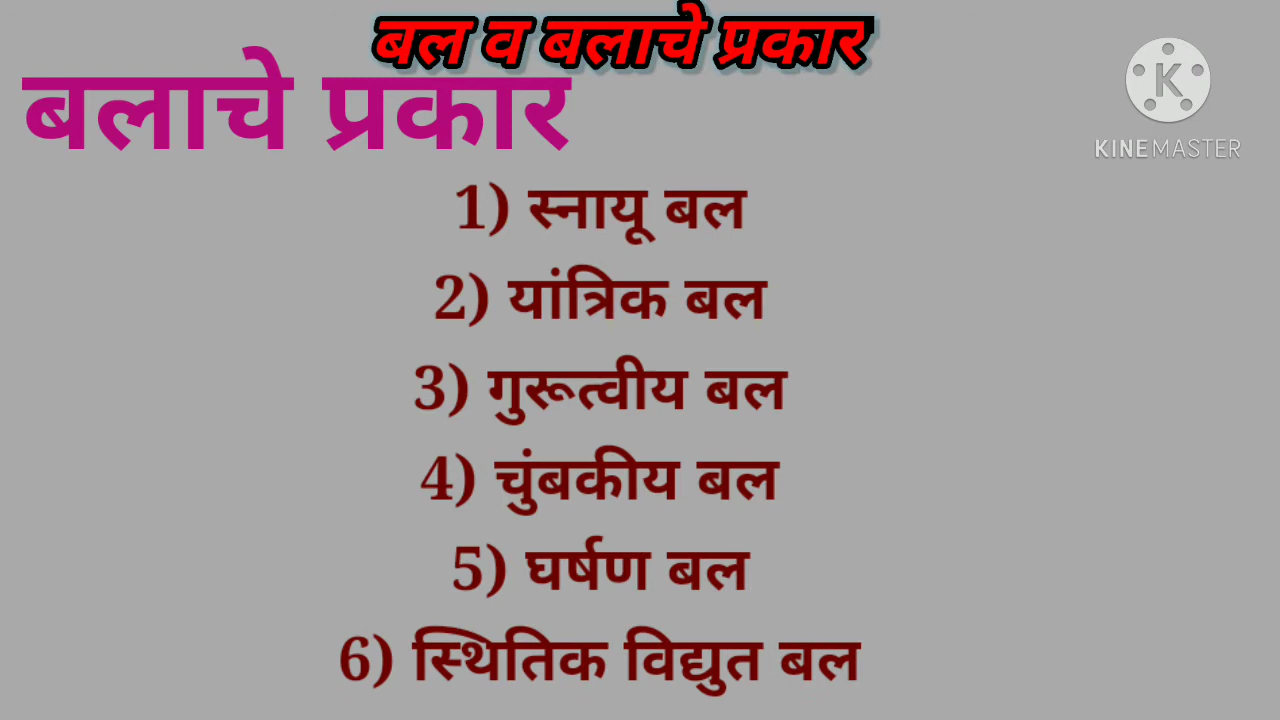 बल व बलाचे प्रकार
बलाचे प्रकार
KINEMASTER
1) स्नायू बल
2) यांत्रिक बल
3) गुरूत्वीय बल
4) चुंबकीय बल
5) घर्षण बल
6) स्थितिक विद्युत बल